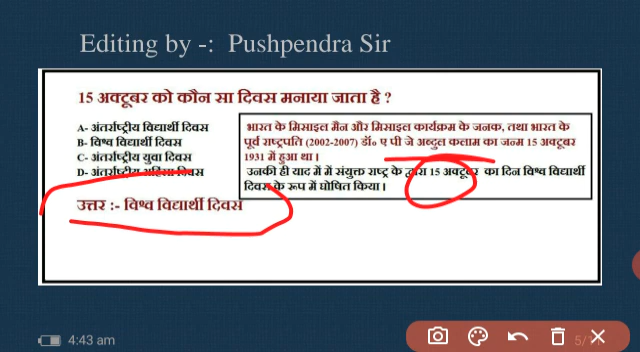 Editing by -: Pushpendra Sir
15 अक्टूबर को कौन सा दिवस मनाया जाता है ?
A- अंतर्राष्ट्रीय विद्यार्थी दिवस
B- विश्व विद्यार्थी दिवस
C- अंतर्राष्ट्रीय युवा दिवस
D- अंतर्राष्ट्रीय अहिंसा दिवस
उत्तर :- विश्व विद्यार्थी दिवस
भारत के मिसाइल मैन और मिसाइल कार्यक्रम के जनक, तथा भारत के
पूर्व राष्ट्रपति (2002-2007) डॉ० ए पी जे अब्दुल कलाम का जन्म 15 अक्टूबर
1931 में हुआ था।
उनकी ही याद में में संयुक्त राष्ट्र के द्वारा 15 अक्टूबर का दिन विश्व विद्यार्थी
दिवस के रूप में घोषित किया।
4:43 am
5/